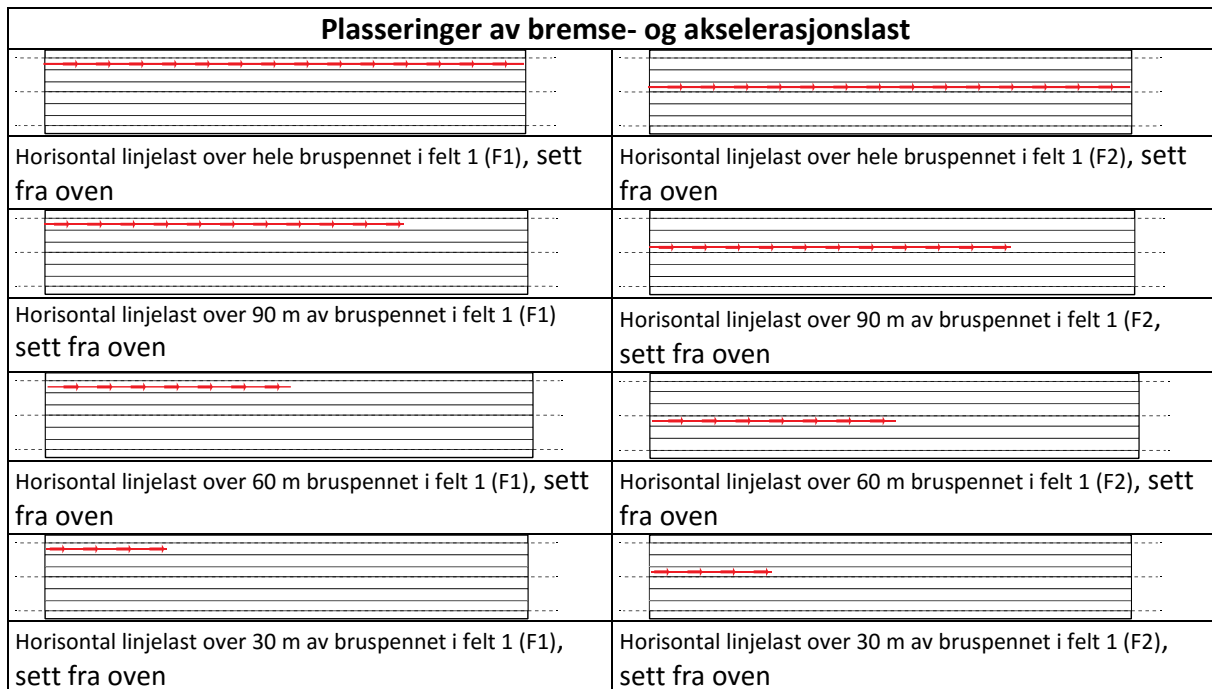 Plasseringer av bremse- og akselerasjonslast
Horisontal linjelast over hele bruspennet i felt 1 (F1), sett
fra oven
Horisontal linjelast over hele bruspennet i felt 1 (F2), sett
fra oven
Horisontal linjelast over 90 m av bruspennet i felt 1 (F1)
sett fra oven
Horisontal linjelast over 90 m av bruspennet i felt 1 (F2,
sett fra oven
Horisontal linjelast over 60 m bruspennet i felt 1 (F1), sett
fra oven
Horisontal linjelast over 60 m bruspennet i felt 1 (F2), sett
fra oven
Horisontal linjelast over 30 m av bruspennet i felt 1 (F1),
sett fra oven
Horisontal linjelast over 30 m av bruspennet i felt 1 (F2),
sett fra oven